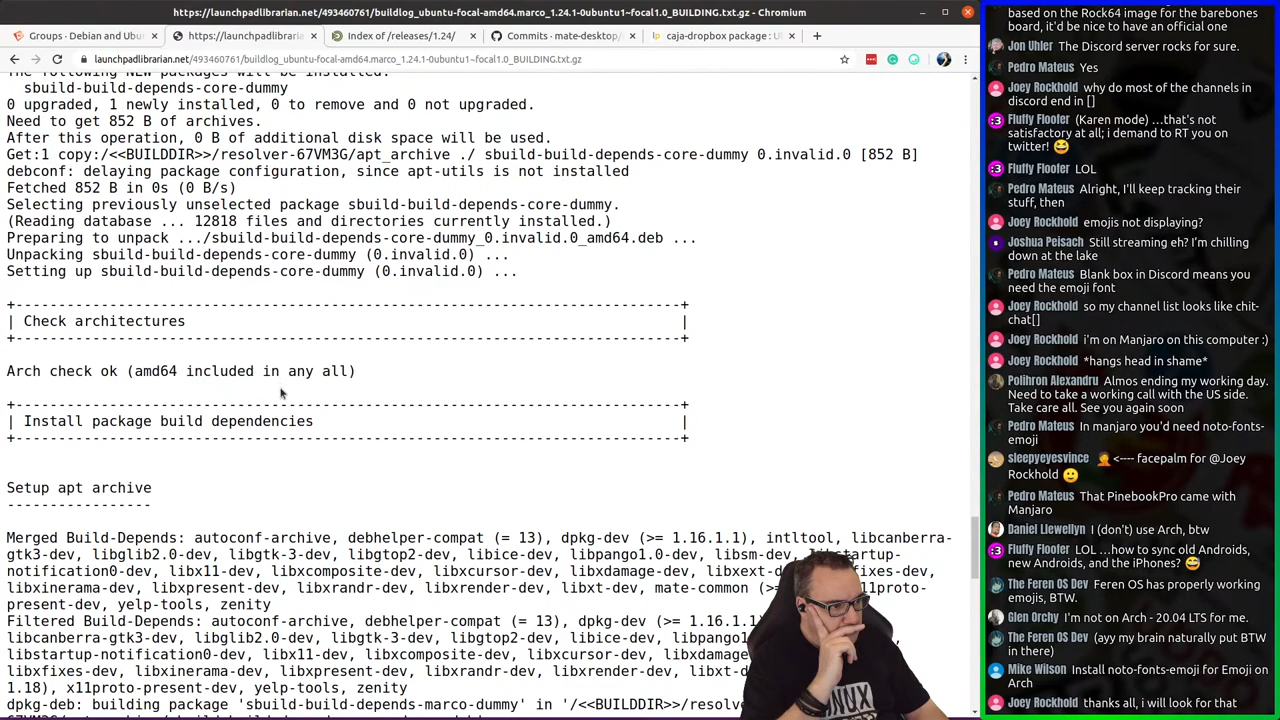 https://launchpadlibrarian.net/493460761/buildlog_ubuntu-focal-amd64.marco_1.24.1-0ubuntu1~focal1.0_BUILDING.txt.gz - Chromium
Groups - Debian and Ubu
https://launchpadlibrarian
Index of /releases/1.24/
Commits · mate-desktop/
caja-dropbox package : U
launchpadlibrarian.net/493460761/buildlog_ubuntu-focal-amd64.marco_1.24.1-0ubuntu1~focal1.0_BUILDING.txt.gz
The following NEW packages will be installed:
sbuild-build-depends-core-dummy
0 upgraded, 1 newly installed, 0 to remove and 0 not upgraded.
Need to get 852 B of archives.
After this operation, 0 B of additional disk space will be used.
Get:1 copy:/<<BUILDDIR>>/resolver-67VM3G/apt_archive ./ sbuild-build-depends-core-dummy 0.invalid.0 [852 B]
debconf: delaying package configuration, since apt-utils is not installed
Fetched 852 B in 0s (0 B/s)
Selecting previously unselected package sbuild-build-depends-core-dummy.
(Reading database ... 12818 files and directories currently installed.)
Preparing to unpack .../sbuild-build-depends-core-dummy_0.invalid.0_amd64.deb ...
Unpacking sbuild-build-depends-core-dummy (0.invalid.0) ...
Setting up sbuild-build-depends-core-dummy (0.invalid.0) ...
+------------------------------------------------------------------------------+
| Check architectures |
+------------------------------------------------------------------------------+
Arch check ok (amd64 included in any all)
+------------------------------------------------------------------------------+
| Install package build dependencies |
+------------------------------------------------------------------------------+
Setup apt archive
-----------------
Merged Build-Depends: autoconf-archive, debhelper-compat (= 13), dpkg-dev (>= 1.16.1.1), intltool, libcanberra-
gtk3-dev, libglib2.0-dev, libgtk-3-dev, libgtop2-dev, libice-dev, libpango1.0-dev, libsm-dev, libstartup-
notification0-dev, libx11-dev, libxcomposite-dev, libxcursor-dev, libxdamage-dev, libxext-dev, libxfixes-dev,
libxinerama-dev, libxpresent-dev, libxrandr-dev, libxrender-dev, libxt-dev, mate-common (>= x11proto-
present-dev, yelp-tools, zenity
Filtered Build-Depends: autoconf-archive, debhelper-compat (= 13), dpkg-dev (>= 1.16.1.1
libcanberra-gtk3-dev, libglib2.0-dev, libgtk-3-dev, libgtop2-dev, libice-dev, libpango1
libstartup-notification0-dev, libx11-dev, libxcomposite-dev, libxcursor-dev, libxdamage
libxfixes-dev, libxinerama-dev, libxpresent-dev, libxrandr-dev, libxrender-dev, libxt-d
1.18), x11proto-present-dev, yelp-tools, zenity
dpkg-deb: building package 'sbuild-build-depends-marco-dummy' in '/<<BUILDDIR>>/resolve
based on the Rock64 image for the barebones
board, it'd be nice to have an official one
Jon Uhler The Discord server rocks for sure.
Pedro Mateus Yes
Joey Rockhold why do most of the channels in
discord end in []
Fluffy Floofer (Karen mode) …that's not
satisfactory at all; i demand to RT you on
twitter! 😆
Fluffy Floofer LOL
Pedro Mateus Alright, I'll keep tracking their
stuff, then
Joey Rockhold emojis not displaying?
Joshua Peisach Still streaming eh? I'm chilling
down at the lake
Pedro Mateus Blank box in Discord means you
need the emoji font
Joey Rockhold so my channel list looks like chit-
chat[]
Joey Rockhold i'm on Manjaro on this computer :)
Joey Rockhold *hangs head in shame*
Polihron Alexandru Almos ending my working day.
Need to take a working call with the US side.
Take care all. See you again soon
Pedro Mateus In manjaro you'd need noto-fonts-
emoji
sleepyeyesvince 🤦 <---- facepalm for @Joey
Rockhold 🙂
Pedro Mateus That PinebookPro came with
Manjaro
Daniel Llewellyn I (don't) use Arch, btw
Fluffy Floofer LOL …how to sync old Androids,
new Androids, and the iPhones? 😅
The Feren OS Dev Feren OS has properly working
emojis, BTW.
Glen Orchy I'm not on Arch - 20.04 LTS for me.
The Feren OS Dev (ayy my brain naturally put BTW
in there)
Mike Wilson Install noto-fonts-emoji for Emoji on
Arch
Joey Rockhold thanks all, i will look for that